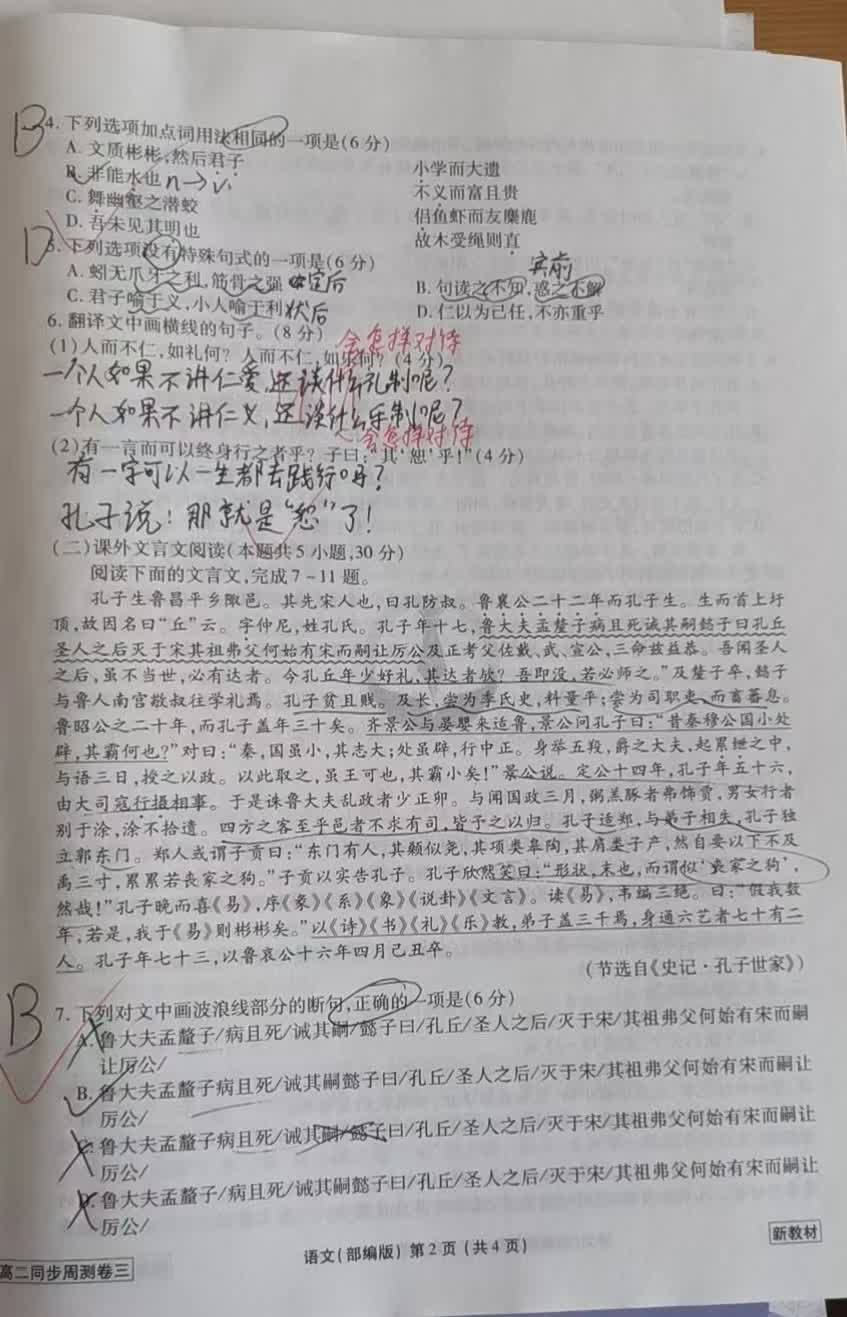 B
4. 下列选项加点词用法相同的一项是(6 分)
A. 文质彬彬,然后君子 小学而大遗
B. 非能水也 n→v. 不义而富且贵
C. 舞幽壑之潜蛟 侣鱼虾而友麋鹿
D. 吾未见其明也 故木受绳则直
D
5. 下列选项没有特殊句式的一项是(6 分)
宾前
A. 蚓无爪牙之利,筋骨之强 定后 B. 句读之不知,惑之不解
C. 君子喻于义,小人喻于利 状后 D. 仁以为己任,不亦重乎
6. 翻译文中画横线的句子。(8 分)
会怎样对待
(1)人而不仁,如礼何?人而不仁,如乐何?(4 分)
一个人如果不讲仁爱,还谈什么礼制呢?
一个人如果不讲仁义,还谈什么乐制呢?
会怎样对待
(2)有一言而可以终身行之者乎?子曰:“其‘恕’乎!”(4 分)
有一字可以一生都去践行吗?
孔子说:那就是“恕”了!
(二)课外文言文阅读(本题共 5 小题,30 分)
阅读下面的文言文,完成 7~11 题。
孔子生鲁昌平乡陬邑。其先宋人也,曰孔防叔。鲁襄公二十二年而孔子生。生而首上圩
顶,故因名曰“丘”云。字仲尼,姓孔氏。孔子年十七,鲁大夫孟釐子病且死诫其嗣懿子曰孔丘
圣人之后灭于宋其祖弗父何始有宋而嗣让厉公及正考父佐戴、武、宣公,三命兹益恭。吾闻圣人
之后,虽不当世,必有达者。今孔丘年少好礼,其达者欤?吾即没,若必师之。”及釐子卒,懿子
与鲁人南宫敬叔往学礼焉。孔子贫且贱。及长,尝为季氏史,料量平;尝为司职吏,而畜蕃息。
鲁昭公之二十年,而孔子盖年三十矣。齐景公与晏婴来适鲁,景公问孔子曰:“昔秦穆公国小处
辟,其霸何也?”对曰:“秦,国虽小,其志大;处虽辟,行中正。身举五羖,爵之大夫,起累绁之中,
与语三日,授之以政。以此取之,虽王可也,其霸小矣!”景公说。定公十四年,孔子年五十六,
由大司寇行摄相事。于是诛鲁大夫乱政者少正卯。与闻国政三月,粥羔豚者弗饰贾,男女行者
别于涂,涂不拾遗。四方之客至乎邑者不求有司,皆予之以归。孔子适郑,与弟子相失,孔子独
立郭东门。郑人或谓子贡曰:“东门有人,其颡似尧,其项类皋陶,其肩类子产,然自要以下不及
禹三寸,累累若丧家之狗。”子贡以实告孔子。孔子欣然笑曰:“形状,末也,而谓似‘丧家之狗’,
然哉!”孔子晚而喜《易》,序《彖》《系》《象》《说卦》《文言》。读《易》,韦编三绝。曰:“假我数
年,若是,我于《易》则彬彬矣。”以《诗》《书》《礼》《乐》教,弟子盖三千焉,身通六艺者七十有二
人。孔子年七十三,以鲁哀公十六年四月己丑卒。
(节选自《史记·孔子世家》)
B
7. 下列对文中画波浪线部分的断句,正确的一项是(6 分)
A. 鲁大夫孟釐子/病且死/诫其嗣/懿子曰/孔丘/圣人之后/灭于宋/其祖弗父何始有宋而嗣
让厉公/
B. 鲁大夫孟釐子病且死/诫其嗣懿子曰/孔丘/圣人之后/灭于宋/其祖弗父何始有宋而嗣让
厉公/
C. 鲁大夫孟釐子病且死/诫其嗣/懿子曰/孔丘/圣人之后/灭于宋/其祖弗父何始有宋而嗣让
厉公/
D. 鲁大夫孟釐子/病且死/诫其嗣懿子曰/孔丘/圣人之后/灭于宋/其祖弗父何始有宋而嗣让
厉公/
高二同步周测卷三 语文(部编版) 第 2 页 (共 4 页) 新教材